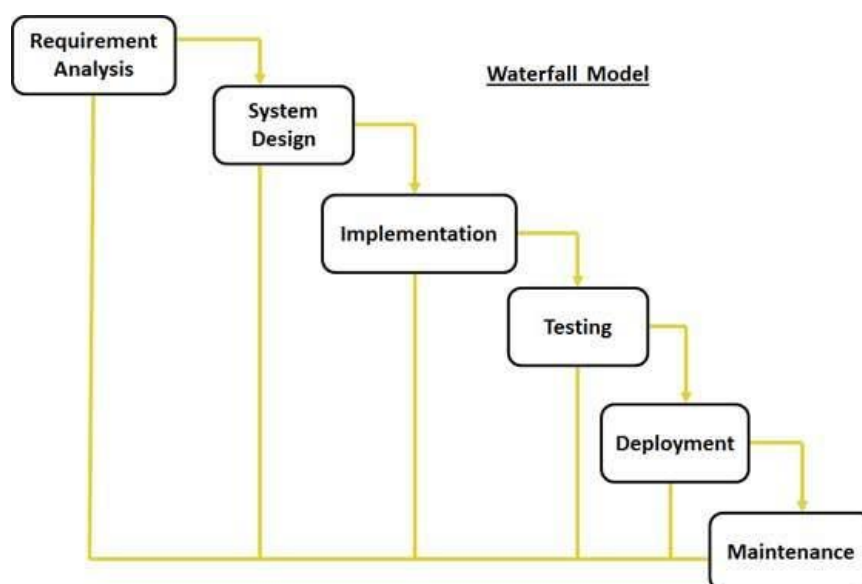 Requirement
Analysis
Waterfall Model
System
Design
Implementation
Testing
Deployment
Maintenance